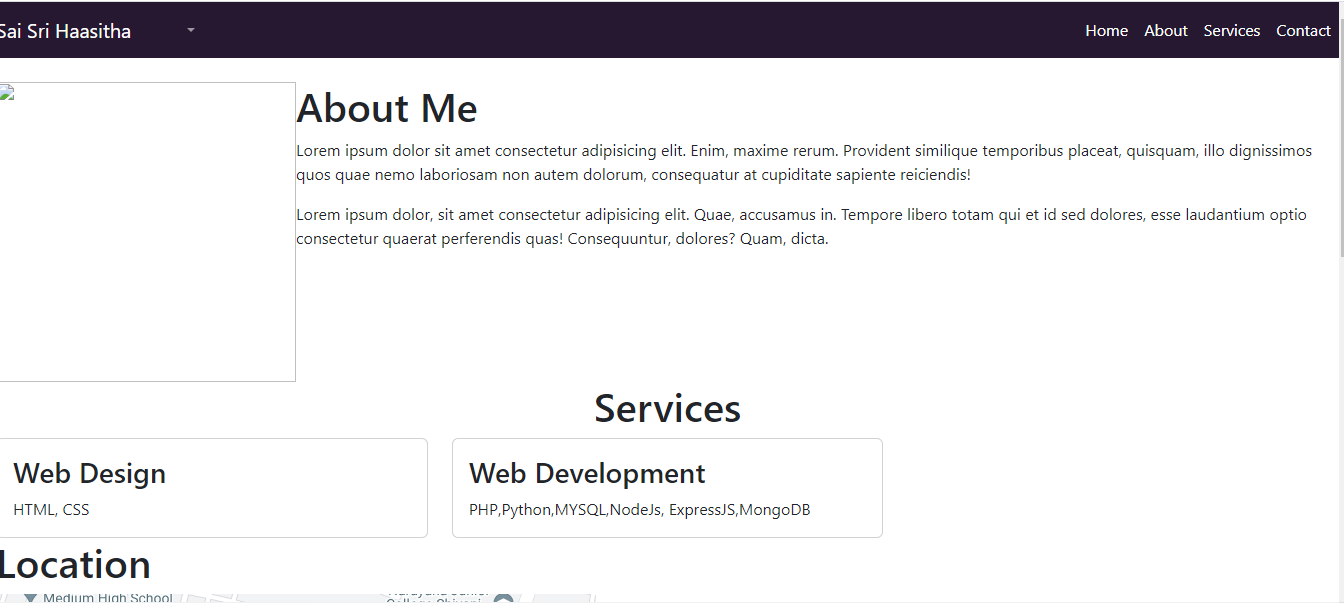 Sai Sri Haasitha
Home About Services Contact
About Me
Lorem ipsum dolor sit amet consectetur adipisicing elit. Enim, maxime rerum. Provident similique temporibus placeat, quisquam, illo dignissimos
quos quae nemo laboriosam non autem dolorum, consequatur at cupiditate sapiente reiciendis!
Lorem ipsum dolor, sit amet consectetur adipisicing elit. Quae, accusamus in. Tempore libero totam qui et id sed dolores, esse laudantium optio
consectetur quaerat perferendis quas! Consequuntur, dolores? Quam, dicta.
Services
Web Design
HTML, CSS
Web Development
PHP,Python,MYSQL,NodeJs, ExpressJS,MongoDB
Location
Medium High School